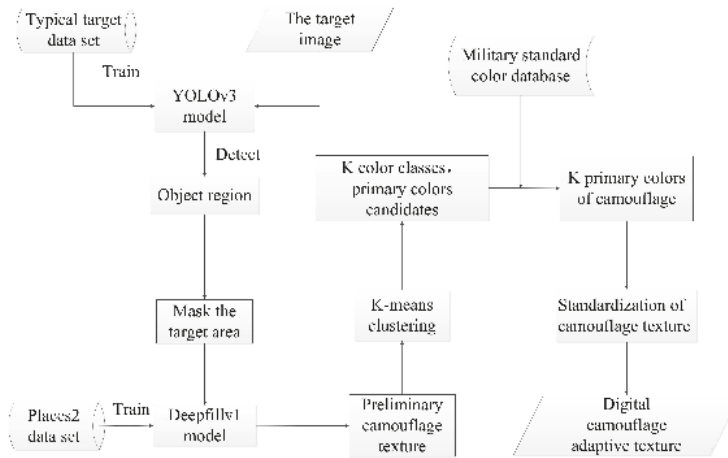 Typical target
data set
The target
image
Military standard
color database
Train
YOLOv3
model
Detect
K color classes,
primary colors
candidates
K primary colors
of camouflage
Object region
Mask the
target area
K-means
clustering
Standardization of
camouflage texture
Places2
data set
Train
Deepfillv1
model
Preliminary
camouflage
texture
Digital
camouflage
adaptive texture